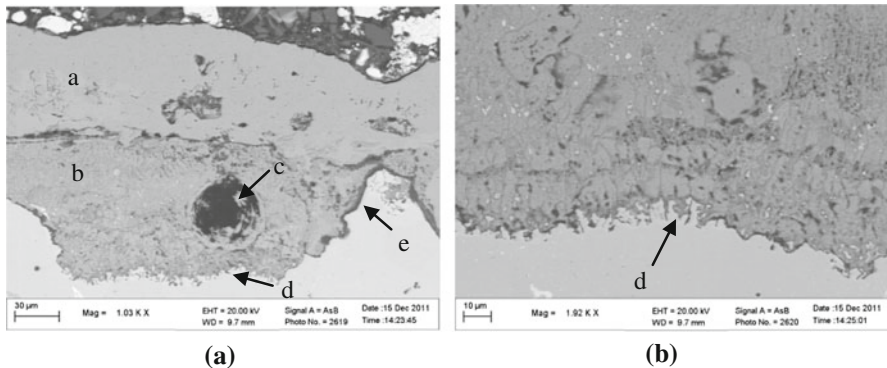 a
b
c
d
e
30 µm
Mag = 1.03 K X
EHT = 20.00 kV
WD = 9.7 mm
Signal A = AsB
Photo No. = 2619
Date :15 Dec 2011
Time :14:23:45
(a)
d
10 µm
Mag = 1.92 K X
EHT = 20.00 kV
WD = 9.7 mm
Signal A = AsB
Photo No. = 2620
Date :15 Dec 2011
Time :14:25:01
(b)